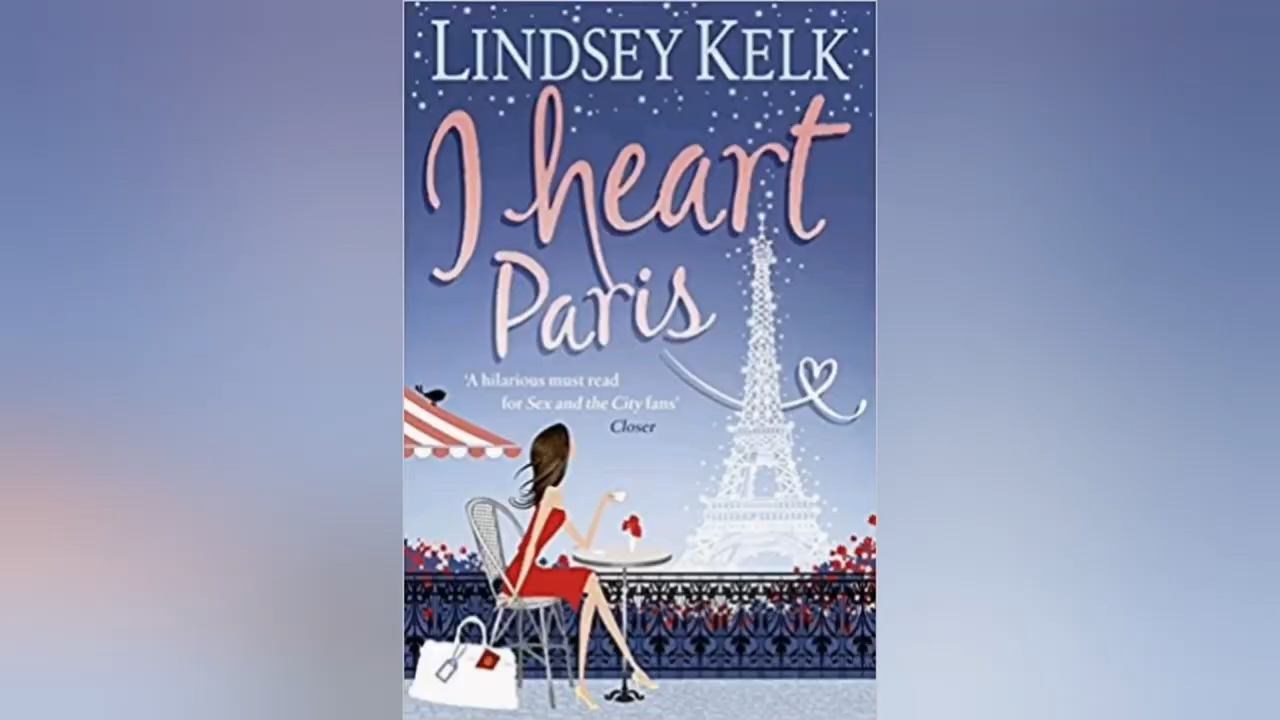 LINDSEY KELK
I heart
Paris
'A hilarious must read
for Sex and the City fans'
Closer